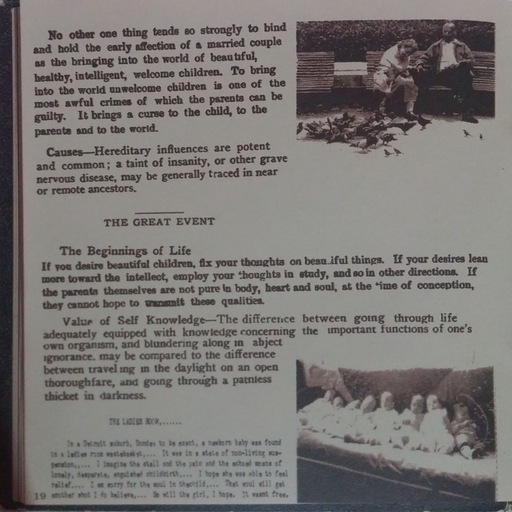 No other one thing tends so strongly to bind
and hold the early affection of a married couple
as the bringing into the world of beautiful,
healthy, intelligent, welcome children. To bring
into the world unwelcome children is one of the
most awful crimes of which the parents can be
guilty. It brings a curse to the child, to the
parents and to the world.
Causes—Hereditary influences are potent
and common; a taint of insanity, or other grave
nervous disease, may be generally traced in near
or remote ancestors.
THE GREAT EVENT
The Beginnings of Life
If you desire beautiful children, fix your thoughts on beau.iful things. If your desires lean
more toward the intellect, employ your thoughts in study, and so in other directions. If
the parents themselves are not pure in body, heart and soul, at the time of conception,
they cannot hope to transmit these qualities.
Value of Self Knowledge—The difference between going through life
adequately equipped with knowledge concerning the important functions of one's
own organism, and blundering along in abject
ignorance, may be compared to the difference
between traveling in the daylight on an open
thoroughfare, and going through a pathless
thicket in darkness.
THE LADIES ROOM,......
In a Detroit suburb, to be exact, a newborn baby was found
in a ladies room It was in a state of non-living
I imagine the stall and the pain and the actual means of
lonely, desperate, anguished childbirth.... I hope she was able to feel
relief.... I am sorry for the soul in That soul will get
another shot I do believe,... So will the girl, I hope. It wasnt free.
19